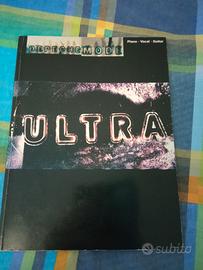 DEPECHE MODE
Piano · Vocal · Guitar
ULTRA
subito